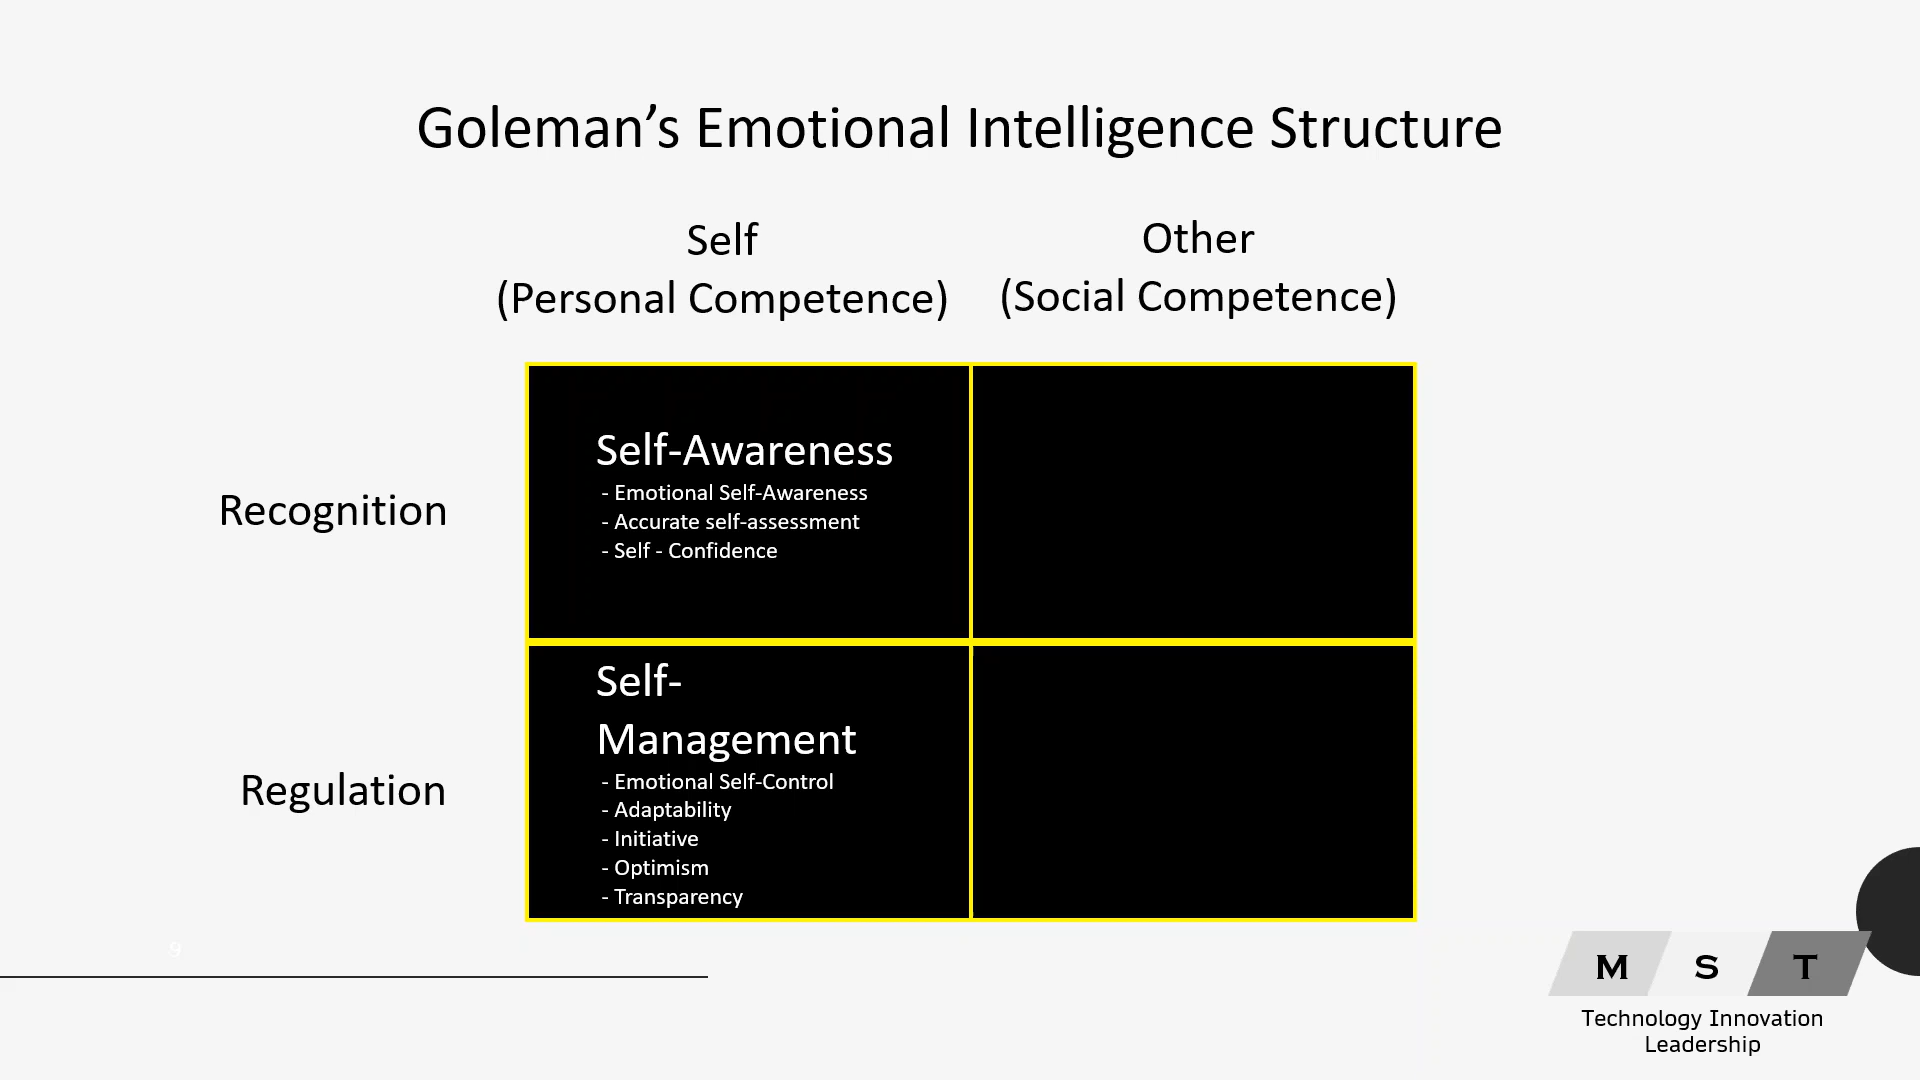 Goleman’s Emotional Intelligence Structure
Self
(Personal Competence)
Other
(Social Competence)
Recognition
Self-Awareness
- Emotional Self-Awareness
- Accurate self-assessment
- Self - Confidence
Regulation
Self-
Management
- Emotional Self-Control
- Adaptability
- Initiative
- Optimism
- Transparency
9
M S T
Technology Innovation
Leadership